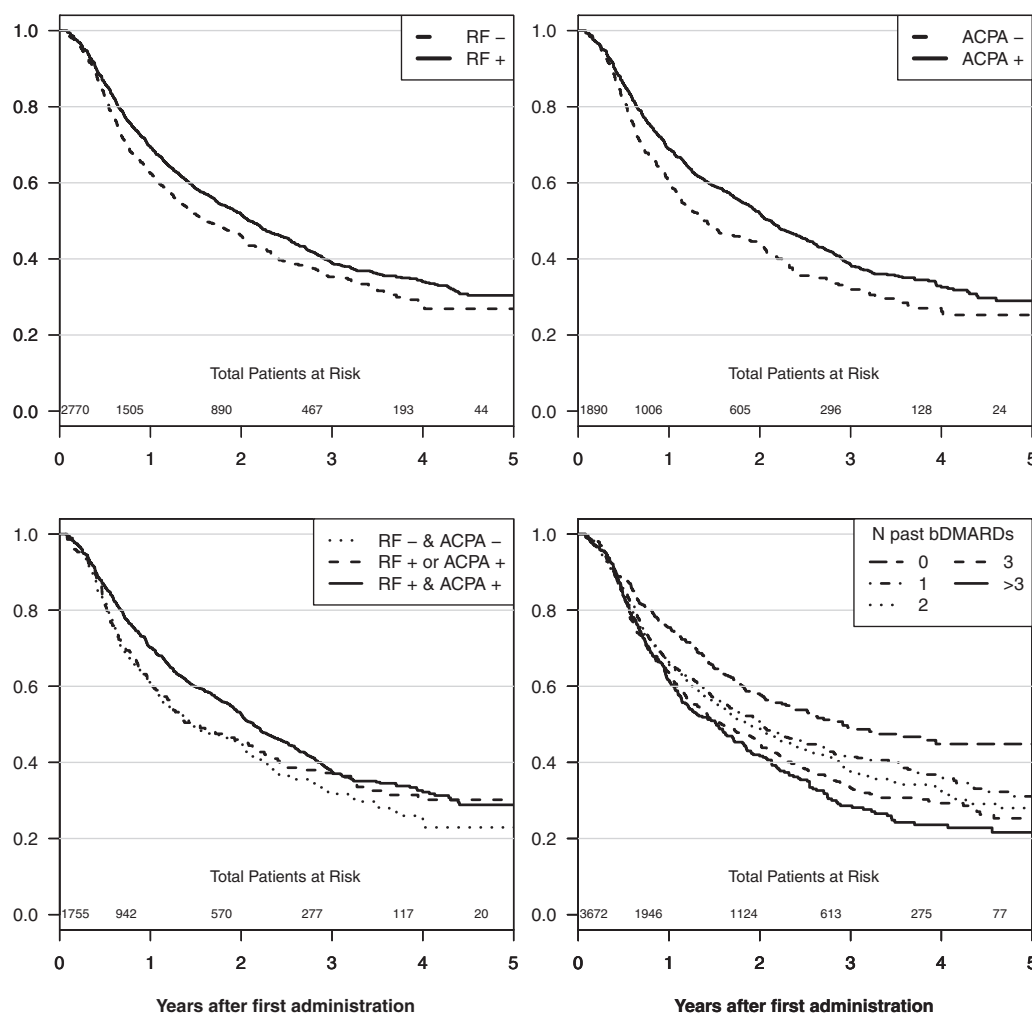 1.0
0.8
0.6
0.4
0.2
0.0
RF −
RF +
Total Patients at Risk
2770 1505 890 467 193 44
0 1 2 3 4 5
1.0
0.8
0.6
0.4
0.2
0.0
ACPA −
ACPA +
Total Patients at Risk
1890 1006 605 296 128 24
0 1 2 3 4 5
1.0
0.8
0.6
0.4
0.2
0.0
RF − & ACPA −
RF + or ACPA +
RF + & ACPA +
Total Patients at Risk
1755 942 570 277 117 20
0 1 2 3 4 5
Years after first administration
1.0
0.8
0.6
0.4
0.2
0.0
N past bDMARDs
0 3
1 >3
2
Total Patients at Risk
3672 1946 1124 613 275 77
0 1 2 3 4 5
Years after first administration